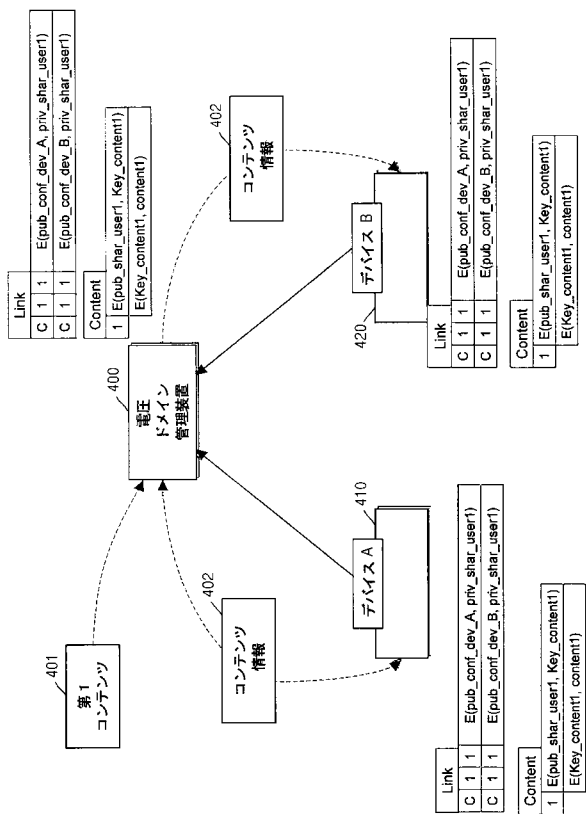 Link
C 1 1 E(pub_conf_dev_A, priv_shar_user1)
C 1 1 E(pub_conf_dev_B, priv_shar_user1)
Content
1 E(pub_shar_user1, Key_content1)
E(Key_content1, content1)
401
第1
コンテンツ
400
電圧
ドメイン
管理装置
402
コンテンツ
情報
402
コンテンツ
情報
410
デバイス A
420
デバイス B
Link
C 1 1 E(pub_conf_dev_A, priv_shar_user1)
C 1 1 E(pub_conf_dev_B, priv_shar_user1)
Content
1 E(pub_shar_user1, Key_content1)
E(Key_content1, content1)
Link
C 1 1 E(pub_conf_dev_A, priv_shar_user1)
C 1 1 E(pub_conf_dev_B, priv_shar_user1)
Content
1 E(pub_shar_user1, Key_content1)
E(Key_content1, content1)